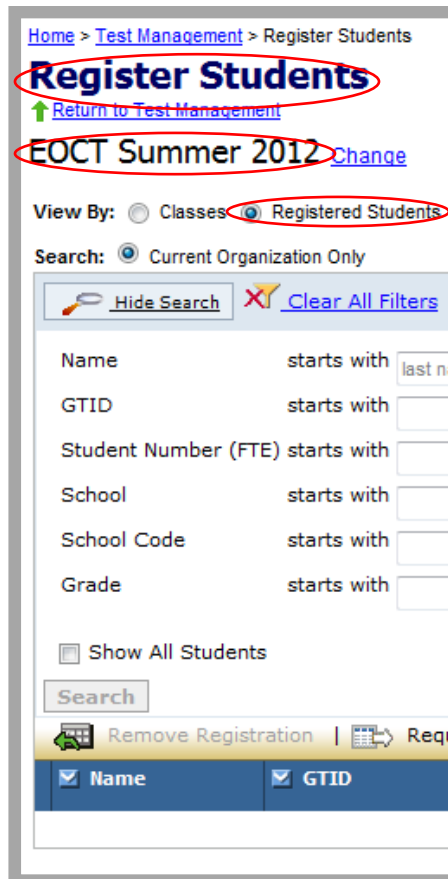 Home > Test Management > Register Students
Register Students
Return to Test Management
EOCT Summer 2012 Change
View By: Classes Registered Students
Search: Current Organization Only
Hide Search Clear All Filters
Name starts with last n
GTID starts with
Student Number (FTE) starts with
School starts with
School Code starts with
Grade starts with
Show All Students
Search
Remove Registration | Requ
Name GTID